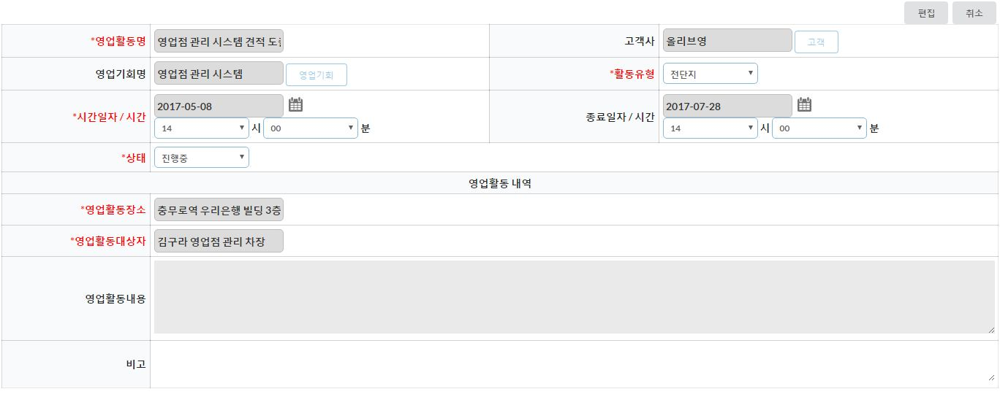 편집 취소
*영업활동명 영업점 관리 시스템 견적 도 고객사 올리브영 고객
영업기회명 영업점 관리 시스템 영업기회 *활동유형 전단지
*시간일자 / 시간 2017-05-08 종료일자 / 시간 2017-07-28
14 시 00 분 14 시 00 분
*상태 진행중
영업활동 내역
*영업활동장소 충무로역 우리은행 빌딩 3층
*영업활동대상자 김구라 영업점 관리 차장
영업활동내용
비고